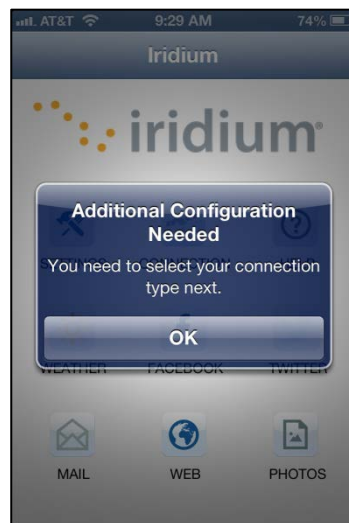 AT&T 9:29 AM 74%
Iridium
iridium
Additional Configuration
Needed
You need to select your connection
type next.
OK
WEATHER FACEBOOK TWITTER
MAIL WEB PHOTOS